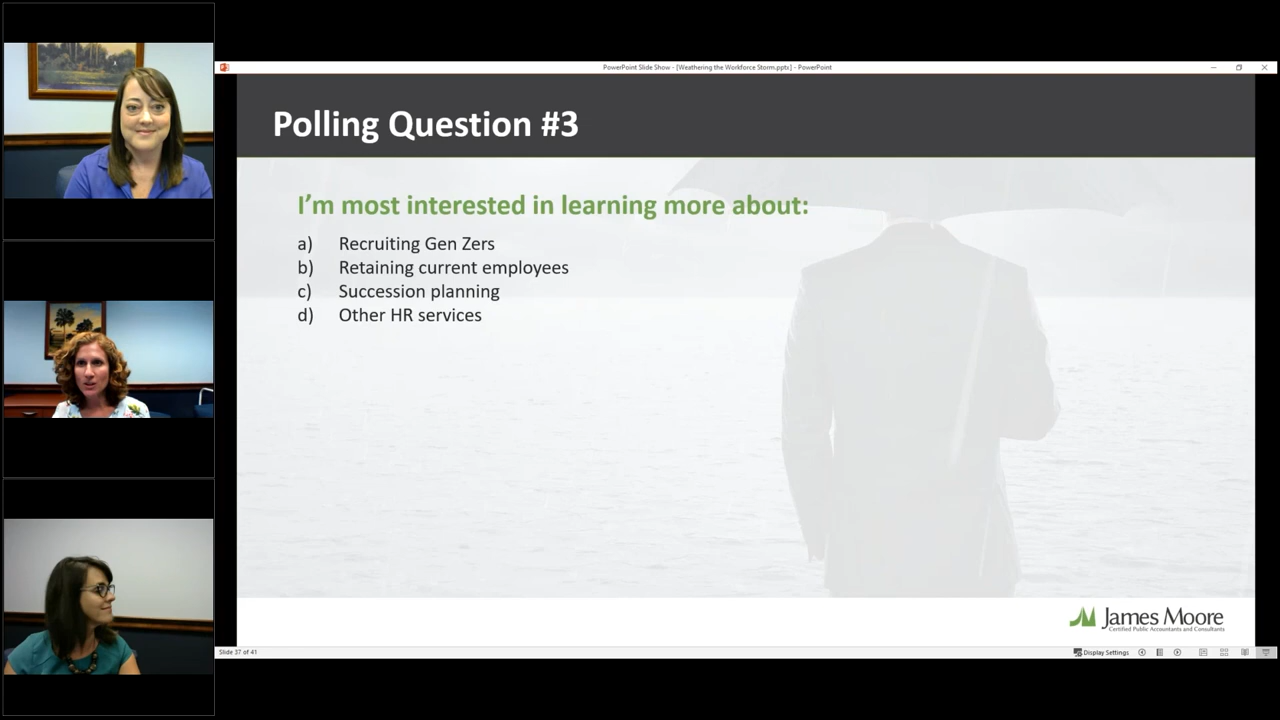 PowerPoint Slide Show - [Weathering the Workforce Storm.pptx] - PowerPoint
Polling Question #3
I'm most interested in learning more about:
a) Recruiting Gen Zers
b) Retaining current employees
c) Succession planning
d) Other HR services
James Moore
Certified Public Accountants and Consultants
Slide 37 of 41
Display Settings